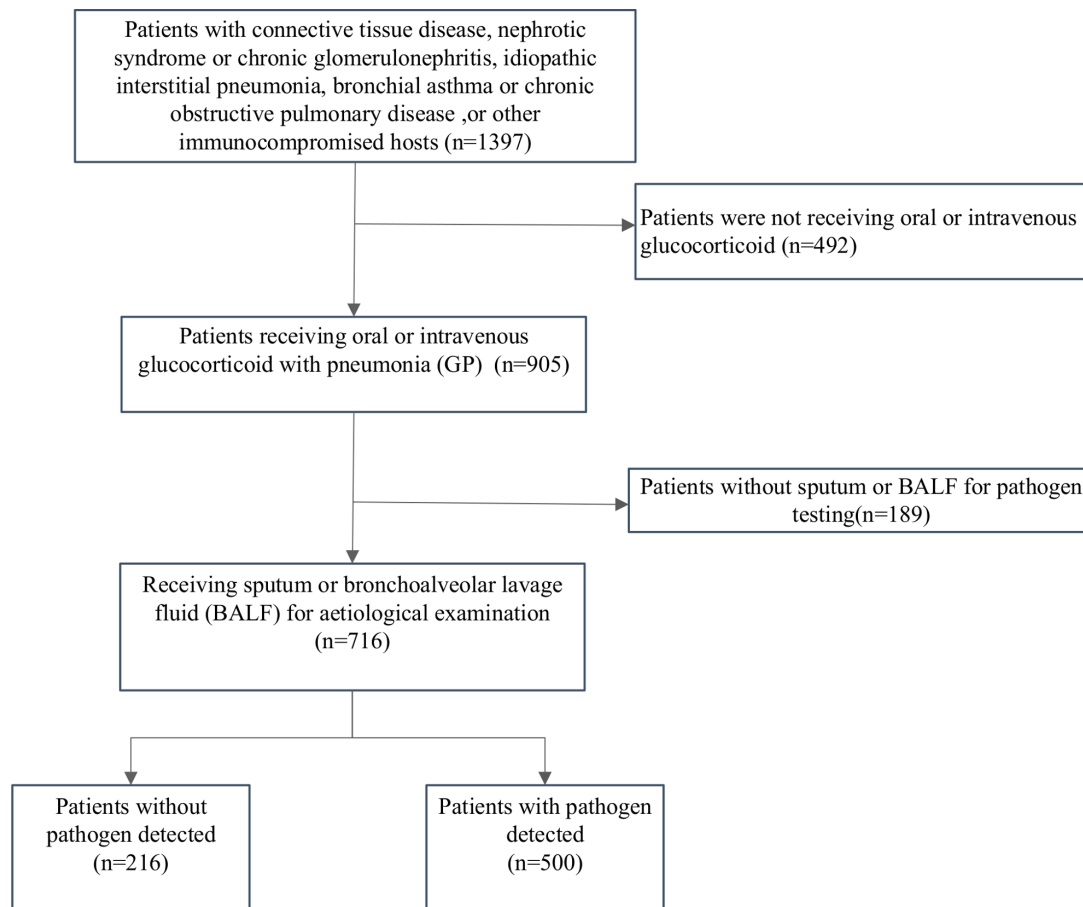 Patients with connective tissue disease, nephrotic
syndrome or chronic glomerulonephritis, idiopathic
interstitial pneumonia, bronchial asthma or chronic
obstructive pulmonary disease ,or other
immunocompromised hosts (n=1397)
Patients were not receiving oral or intravenous
glucocorticoid (n=492)
Patients receiving oral or intravenous
glucocorticoid with pneumonia (GP) (n=905)
Patients without sputum or BALF for pathogen
testing(n=189)
Receiving sputum or bronchoalveolar lavage
fluid (BALF) for aetiological examination
(n=716)
Patients without
pathogen detected
(n=216)
Patients with pathogen
detected
(n=500)